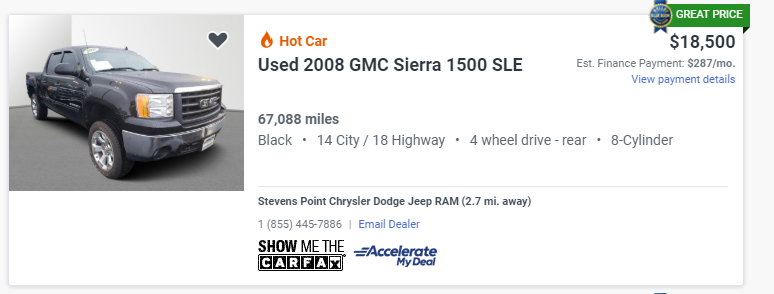 GREAT PRICE
Hot Car
$18,500
Used 2008 GMC Sierra 1500 SLE
Est. Finance Payment: $287/mo.
View payment details
67,088 miles
Black • 14 City / 18 Highway • 4 wheel drive - rear • 8-Cylinder
Stevens Point Chrysler Dodge Jeep RAM (2.7 mi. away)
1 (855) 445-7886 | Email Dealer
SHOW ME THE
CARFAX
Accelerate
My Deal
GMC